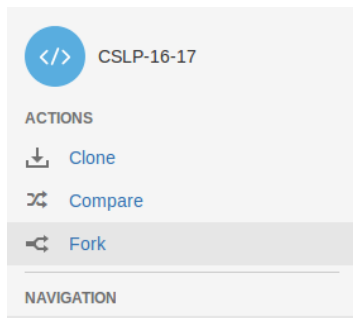 </> CSLP-16-17
ACTIONS
Clone
Compare
Fork
NAVIGATION